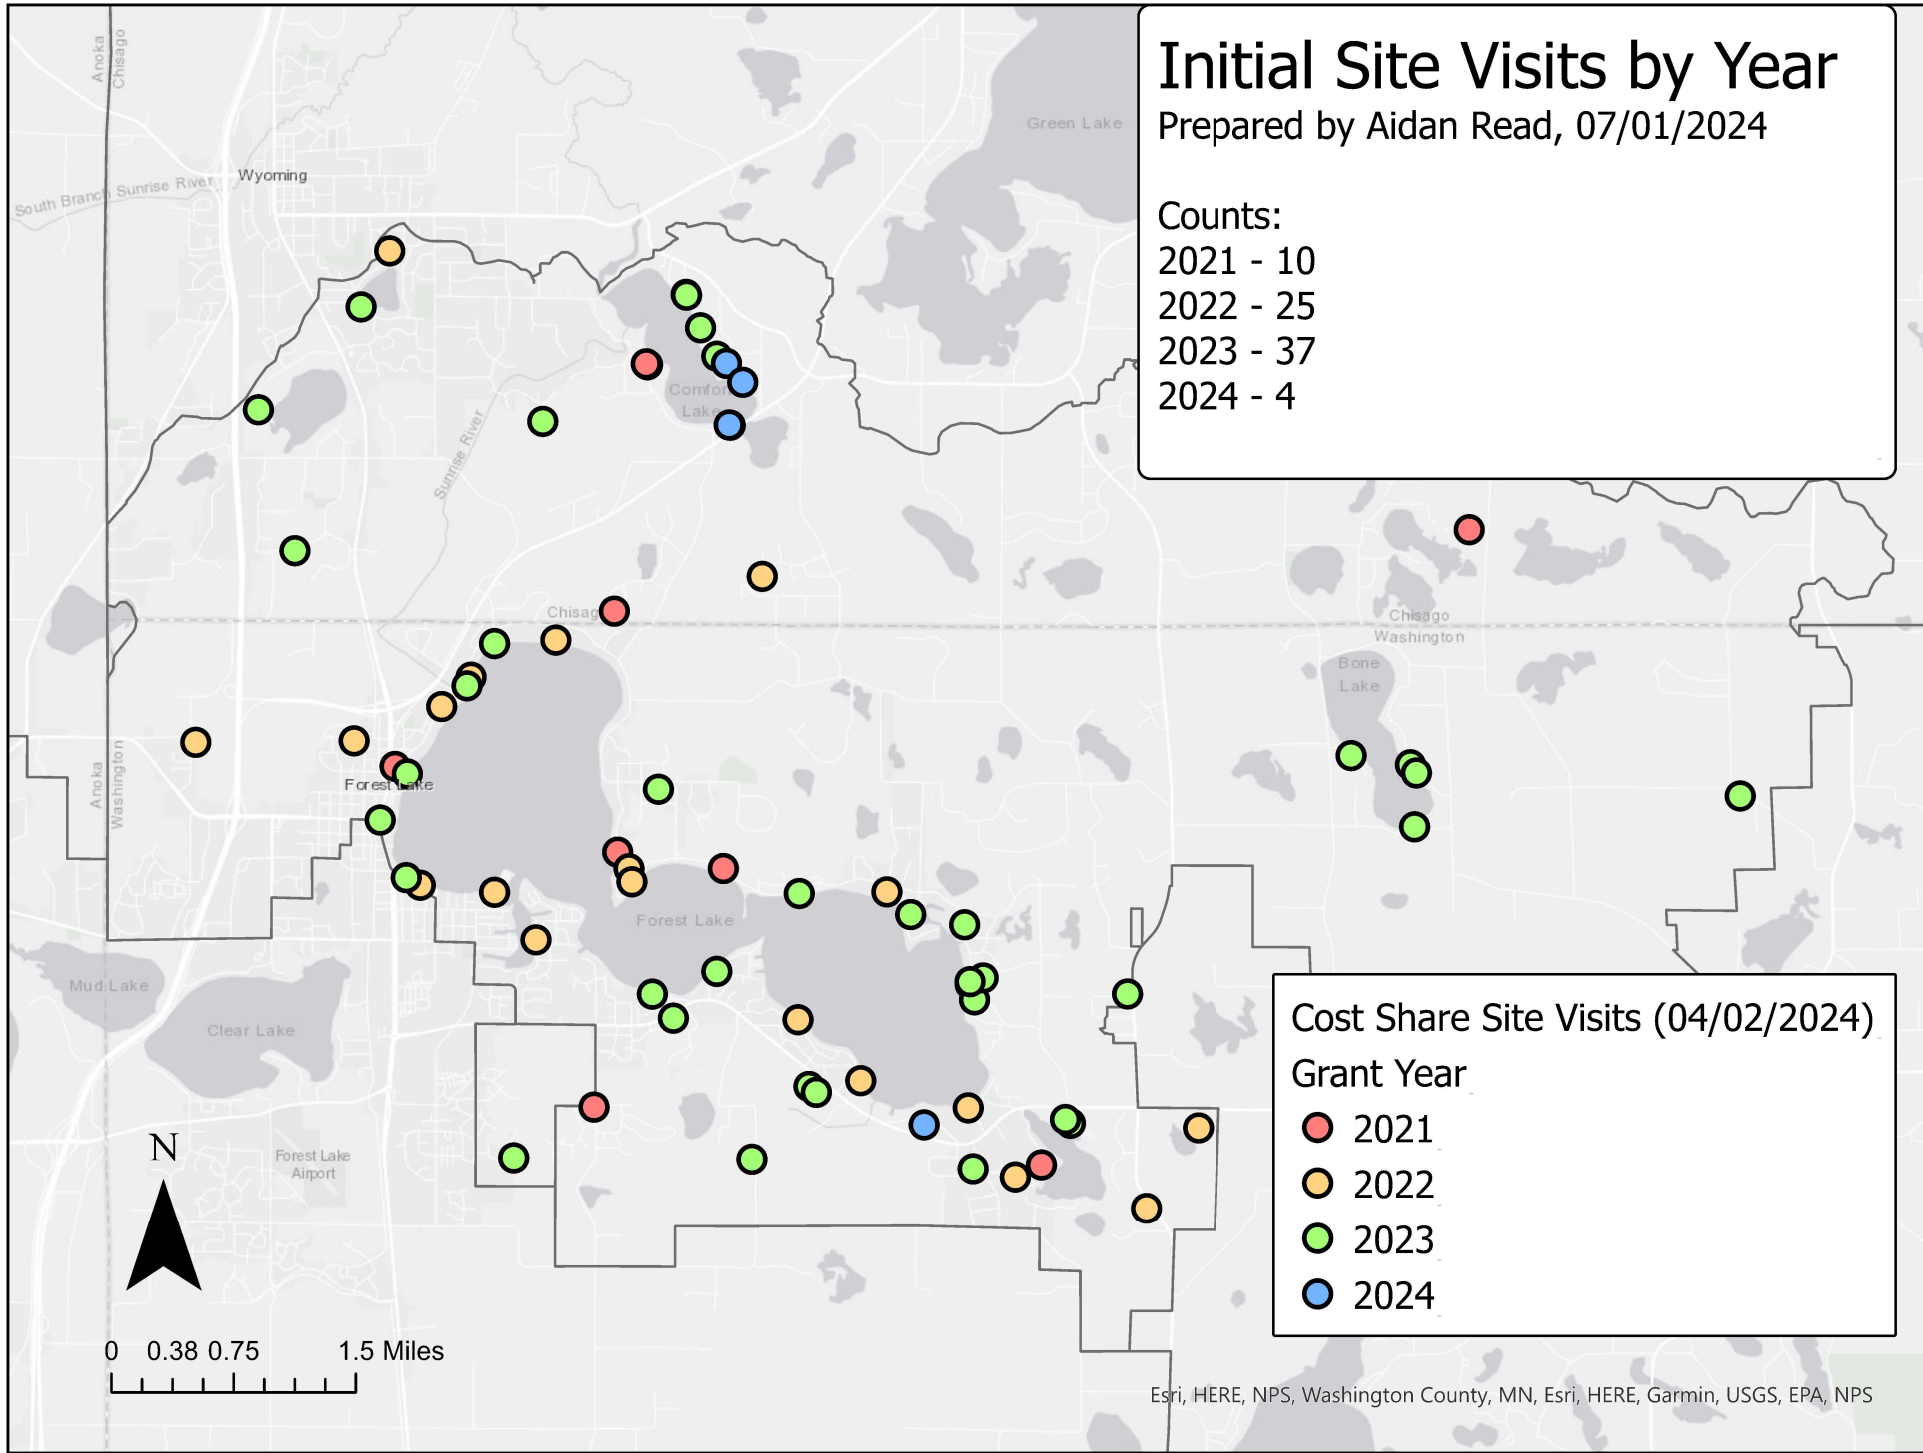 Initial Site Visits by Year
Prepared by Aidan Read, 07/01/2024
Counts:
2021 - 10
2022 - 25
2023 - 37
2024 - 4
Anoka
Chisago
Green Lake
Wyoming
South Branch Sunrise River
Comfort
Lake
Sunrise River
Chisago
Chisago
Washington
Bone
Lake
Anoka
Washington
Forest Lake
Forest Lake
Mud Lake
Clear Lake
Forest Lake
Airport
N
0 0.38 0.75 1.5 Miles
Cost Share Site Visits (04/02/2024)
Grant Year
2021
2022
2023
2024
Esri, HERE, NPS, Washington County, MN, Esri, HERE, Garmin, USGS, EPA, NPS